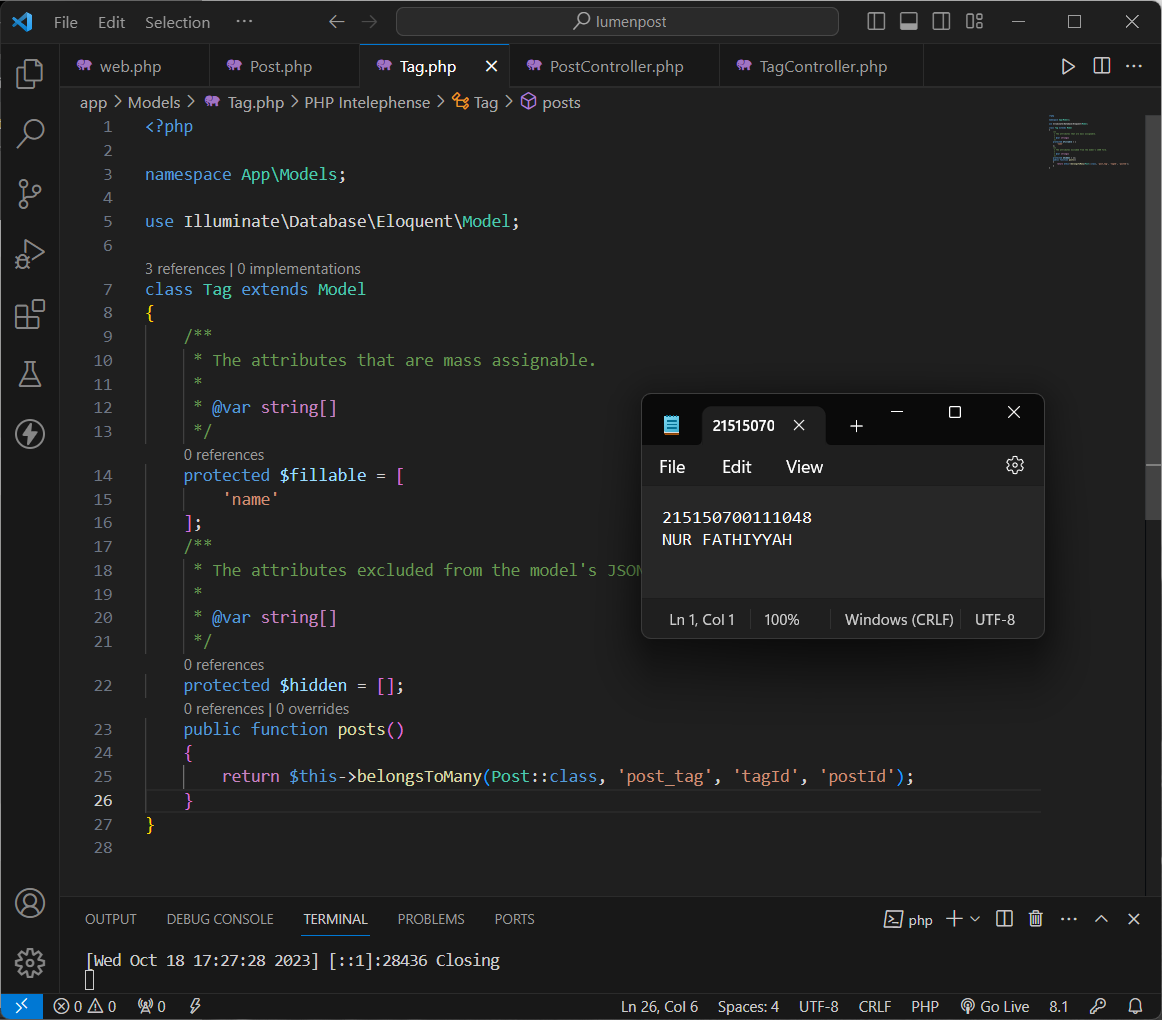 File Edit Selection ··· lumenpost
web.php Post.php Tag.php PostController.php TagController.php
app > Models > Tag.php > PHP Intelephense > Tag > posts
1 <?php
2
3 namespace App\Models;
4
5 use Illuminate\Database\Eloquent\Model;
6
3 references | 0 implementations
7 class Tag extends Model
8 {
9 /**
10 * The attributes that are mass assignable.
11 *
12 * @var string[]
13 */
0 references
14 protected $fillable = [
15 'name'
16 ];
17 /**
18 * The attributes excluded from the model's JSON
19 *
20 * @var string[]
21 */
0 references
22 protected $hidden = [];
0 references | 0 overrides
23 public function posts()
24 {
25 return $this->belongsToMany(Post::class, 'post_tag', 'tagId', 'postId');
26 }
27 }
28
21515070
File Edit View
215150700111048
NUR FATHIYYAH
Ln 1, Col 1 100% Windows (CRLF) UTF-8
OUTPUT DEBUG CONSOLE TERMINAL PROBLEMS PORTS php
[Wed Oct 18 17:27:28 2023] [::1]:28436 Closing
0 0 0 Ln 26, Col 6 Spaces: 4 UTF-8 CRLF PHP Go Live 8.1